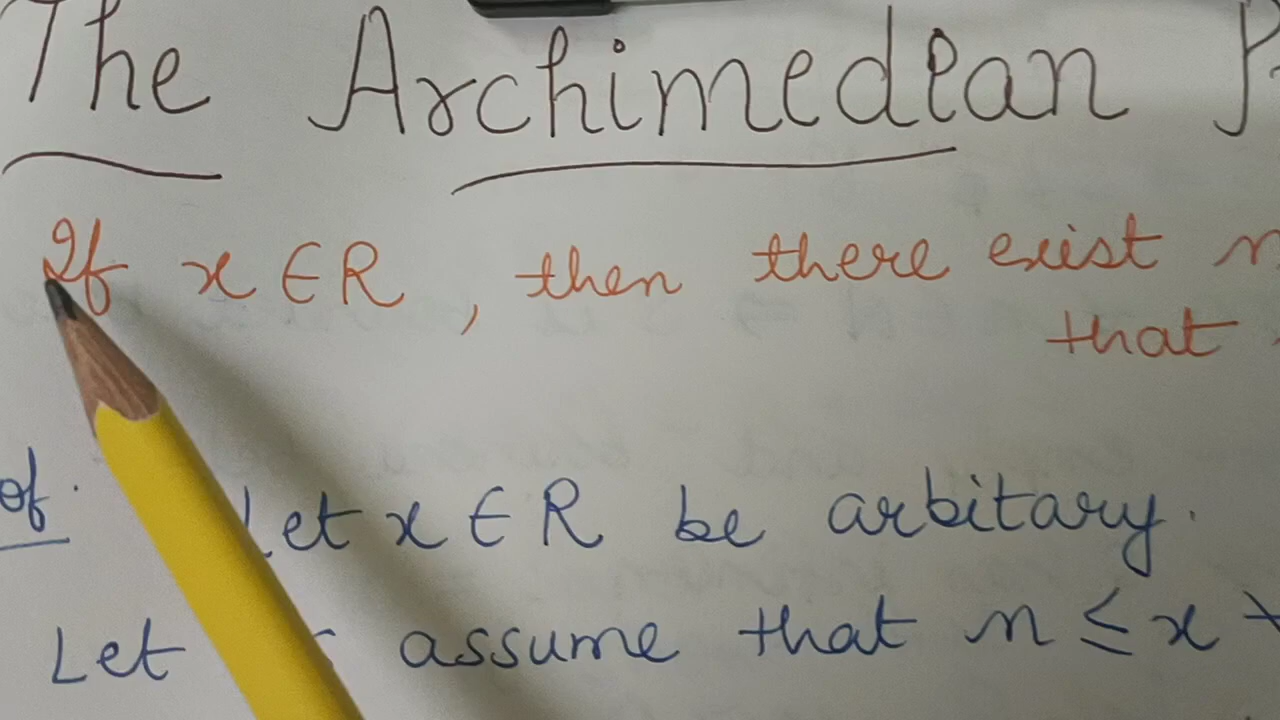 The Archimedean P
If x ∈ R, then there exist n
that
of.
Let x ∈ R be arbitary.
Let assume that n ≤ x